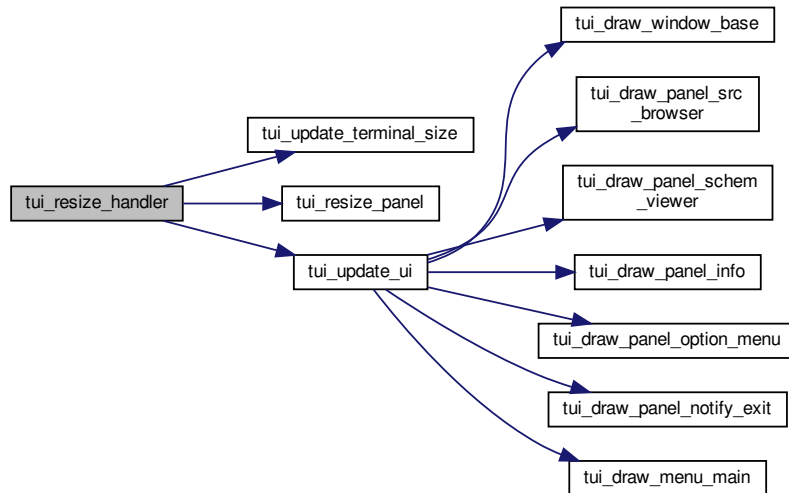 tui_draw_window_base
tui_draw_panel_src
_browser
tui_update_terminal_size
tui_draw_panel_schem
_viewer
tui_resize_handler
tui_resize_panel
tui_update_ui
tui_draw_panel_info
tui_draw_panel_option_menu
tui_draw_panel_notify_exit
tui_draw_menu_main